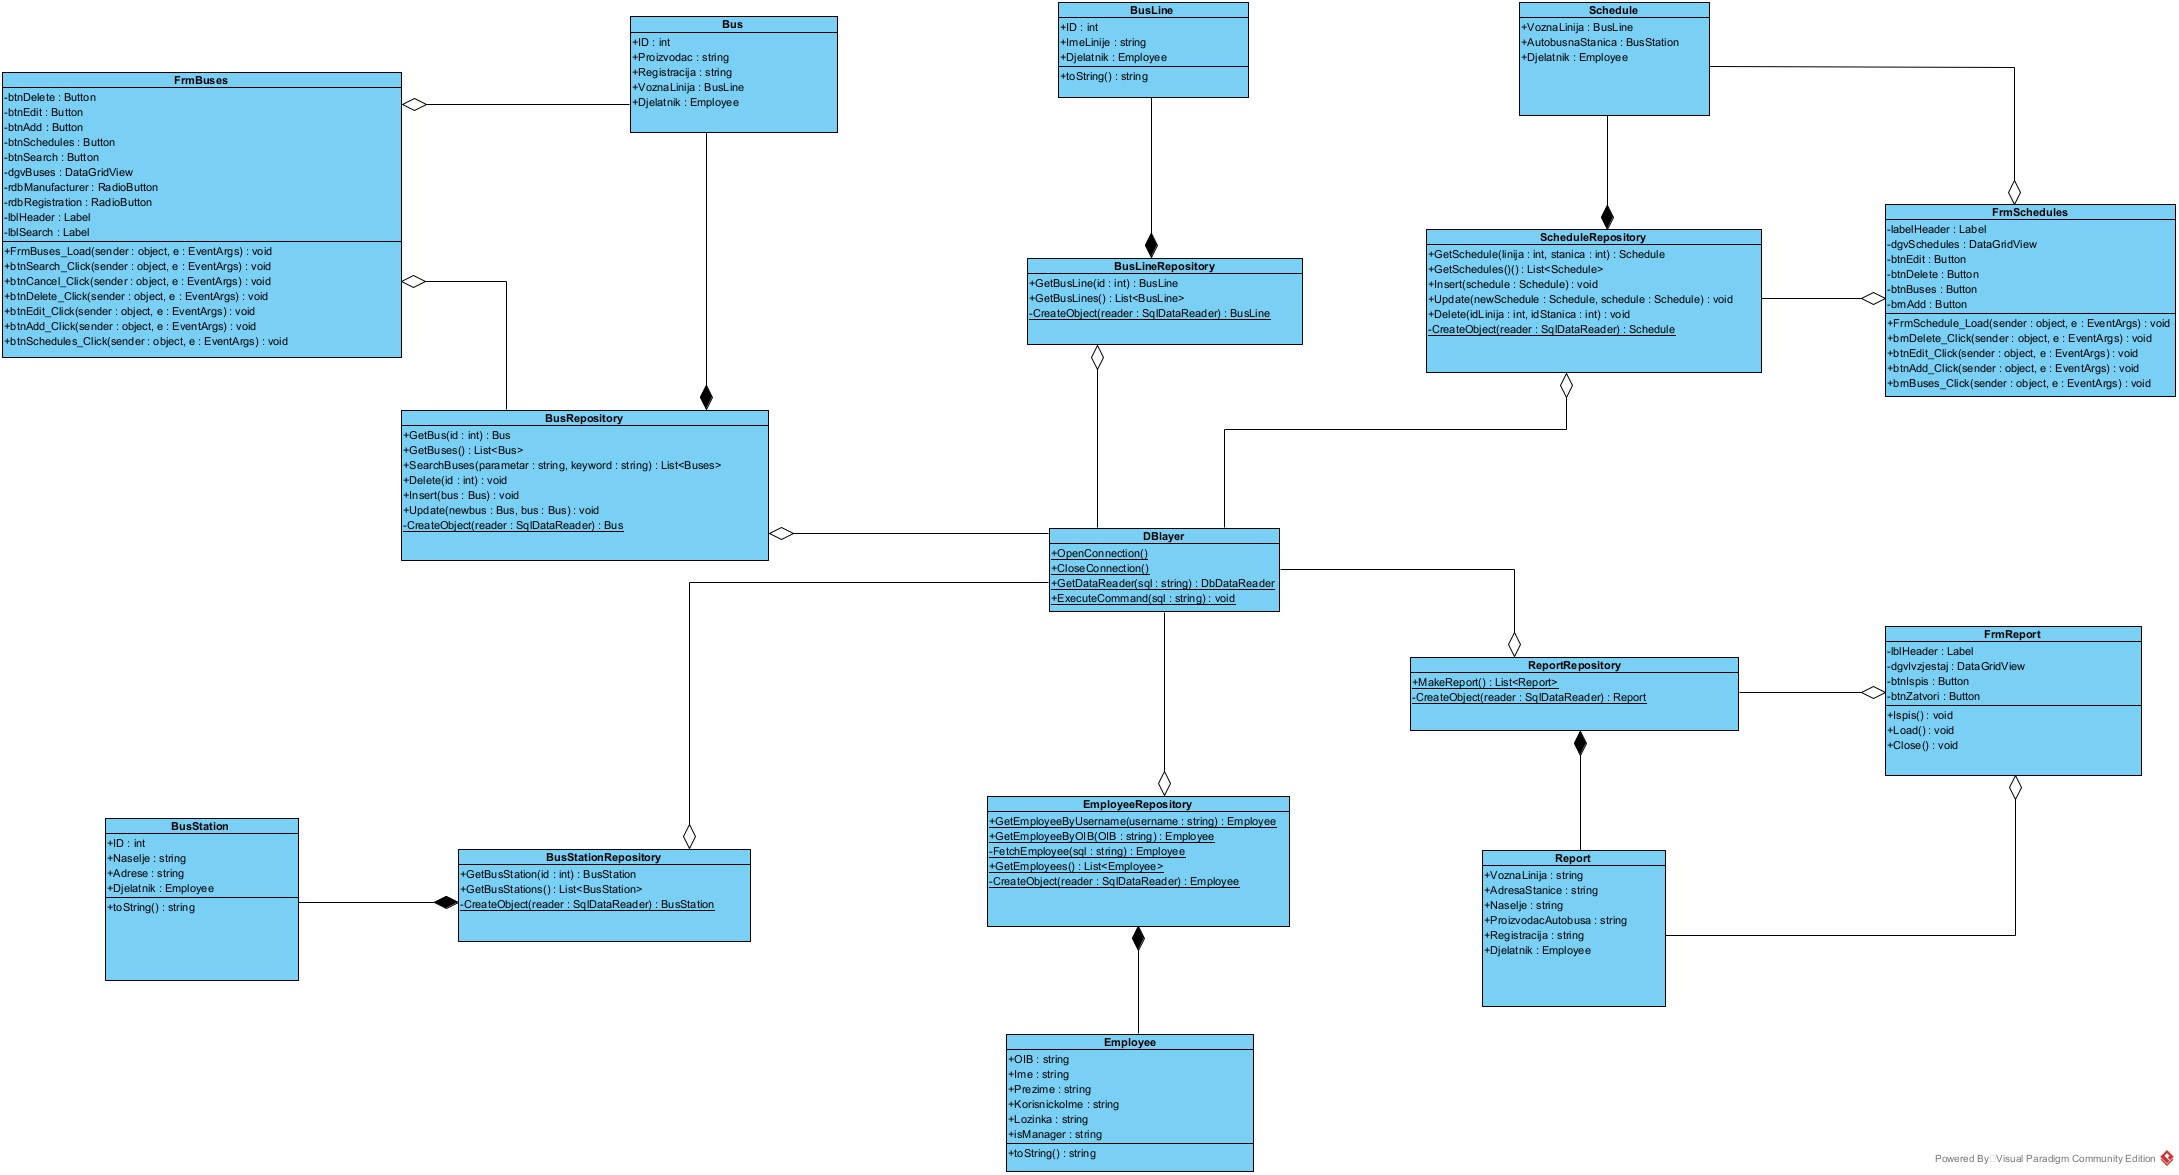 Bus
+ID : int
+Proizvodac : string
+Registracija : string
+VoznaLinija : BusLine
+Djelatnik : Employee
BusLine
+ID : int
+ImeLinije : string
+Djelatnik : Employee
+toString() : string
Schedule
+VoznaLinija : BusLine
+AutobusnaStanica : BusStation
+Djelatnik : Employee
FrmBuses
-btnDelete : Button
-btnEdit : Button
-btnAdd : Button
-btnSchedules : Button
-btnSearch : Button
-dgvBuses : DataGridView
-rdbManufacturer : RadioButton
-rdbRegistration : RadioButton
-lblHeader : Label
-lblSearch : Label
+FrmBuses_Load(sender : object, e : EventArgs) : void
+btnSearch_Click(sender : object, e : EventArgs) : void
+btnCancel_Click(sender : object, e : EventArgs) : void
+btnDelete_Click(sender : object, e : EventArgs) : void
+btnEdit_Click(sender : object, e : EventArgs) : void
+btnAdd_Click(sender : object, e : EventArgs) : void
+btnSchedules_Click(sender : object, e : EventArgs) : void
BusLineRepository
+GetBusLine(id : int) : BusLine
+GetBusLines() : List<BusLine>
-CreateObject(reader : SqlDataReader) : BusLine
ScheduleRepository
+GetSchedule(linija : int, stanica : int) : Schedule
+GetSchedules()() : List<Schedule>
+Insert(schedule : Schedule) : void
+Update(newSchedule : Schedule, schedule : Schedule) : void
+Delete(idLinija : int, idStanica : int) : void
-CreateObject(reader : SqlDataReader) : Schedule
FrmSchedules
-labelHeader : Label
-dgvSchedules : DataGridView
-btnEdit : Button
-btnDelete : Button
-btnBuses : Button
-bmAdd : Button
+FrmSchedule_Load(sender : object, e : EventArgs) : void
+bmDelete_Click(sender : object, e : EventArgs) : void
+btnEdit_Click(sender : object, e : EventArgs) : void
+btnAdd_Click(sender : object, e : EventArgs) : void
+bmBuses_Click(sender : object, e : EventArgs) : void
BusRepository
+GetBus(id : int) : Bus
+GetBuses() : List<Bus>
+SearchBuses(parametar : string, keyword : string) : List<Buses>
+Delete(id : int) : void
+Insert(bus : Bus) : void
+Update(newbus : Bus, bus : Bus) : void
-CreateObject(reader : SqlDataReader) : Bus
DBlayer
+OpenConnection()
+CloseConnection()
+GetDataReader(sql : string) : DbDataReader
+ExecuteCommand(sql : string) : void
ReportRepository
+MakeReport() : List<Report>
-CreateObject(reader : SqlDataReader) : Report
FrmReport
-lblHeader : Label
-dgvIvzjestaj : DataGridView
-btnIspis : Button
-btnZatvori : Button
+Ispis() : void
+Load() : void
+Close() : void
BusStation
+ID : int
+Naselje : string
+Adrese : string
+Djelatnik : Employee
+toString() : string
BusStationRepository
+GetBusStation(id : int) : BusStation
+GetBusStations() : List<BusStation>
-CreateObject(reader : SqlDataReader) : BusStation
EmployeeRepository
+GetEmployeeByUsername(username : string) : Employee
+GetEmployeeByOIB(OIB : string) : Employee
-FetchEmployee(sql : string) : Employee
+GetEmployees() : List<Employee>
-CreateObject(reader : SqlDataReader) : Employee
Report
+VoznaLinija : string
+AdresaStanice : string
+Naselje : string
+ProizvodacAutobusa : string
+Registracija : string
+Djelatnik : Employee
Employee
+OIB : string
+Ime : string
+Prezime : string
+KorisnickoIme : string
+Lozinka : string
+isManager : string
+toString() : string
Powered By Visual Paradigm Community Edition